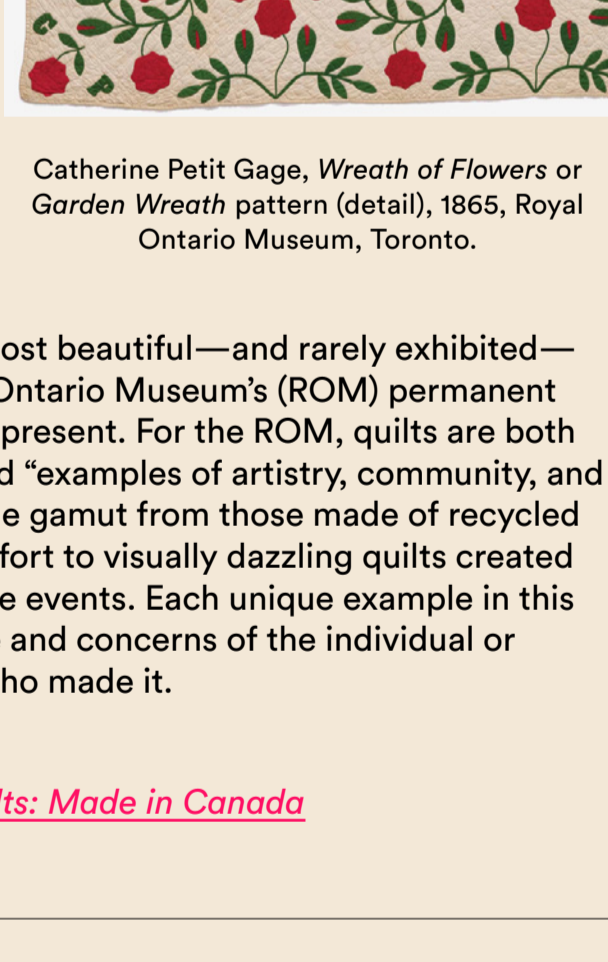 Catherine Petit Gage, Wreath of Flowers or
Garden Wreath pattern (detail), 1865, Royal
Ontario Museum, Toronto.
ost beautiful—and rarely exhibited—
Ontario Museum’s (ROM) permanent
present. For the ROM, quilts are both
d “examples of artistry, community, and
e gamut from those made of recycled
fort to visually dazzling quilts created
e events. Each unique example in this
and concerns of the individual or
ho made it.
lts: Made in Canada